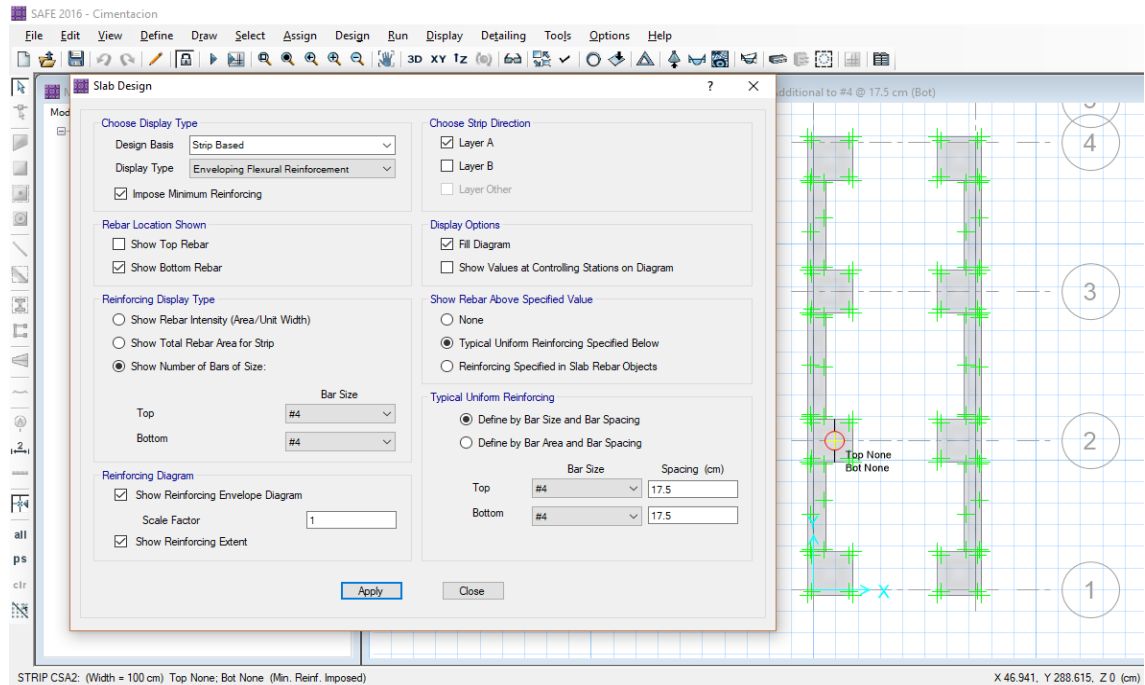 SAFE 2016 - Cimentacion
File Edit View Define Draw Select Assign Design Run Display Detailing Tools Options Help
3D XY
all
ps
clr
Mod
Slab Design
? 
Choose Display Type
Design Basis Strip Based
Display Type Enveloping Flexural Reinforcement
Impose Minimum Reinforcing
Rebar Location Shown
Show Top Rebar
Show Bottom Rebar
Reinforcing Display Type
Show Rebar Intensity (Area/Unit Width)
Show Total Rebar Area for Strip
Show Number of Bars of Size:
Bar Size
Top #4
Bottom #4
Reinforcing Diagram
Show Reinforcing Envelope Diagram
Scale Factor 1
Show Reinforcing Extent
Choose Strip Direction
Layer A
Layer B
Layer Other
Display Options
Fill Diagram
Show Values at Controlling Stations on Diagram
Show Rebar Above Specified Value
None
Typical Uniform Reinforcing Specified Below
Reinforcing Specified in Slab Rebar Objects
Typical Uniform Reinforcing
Define by Bar Size and Bar Spacing
Define by Bar Area and Bar Spacing
Bar Size Spacing (cm)
Top #4 17.5
Bottom #4 17.5
Apply Close
dditional to #4 @ 17.5 cm (Bot)
4
3
2
Top None
Bot None
Y
X
1
STRIP CSA2: (Width = 100 cm) Top None; Bot None (Min. Reinf. Imposed)
X 46.941, Y 288.615, Z 0 (cm)